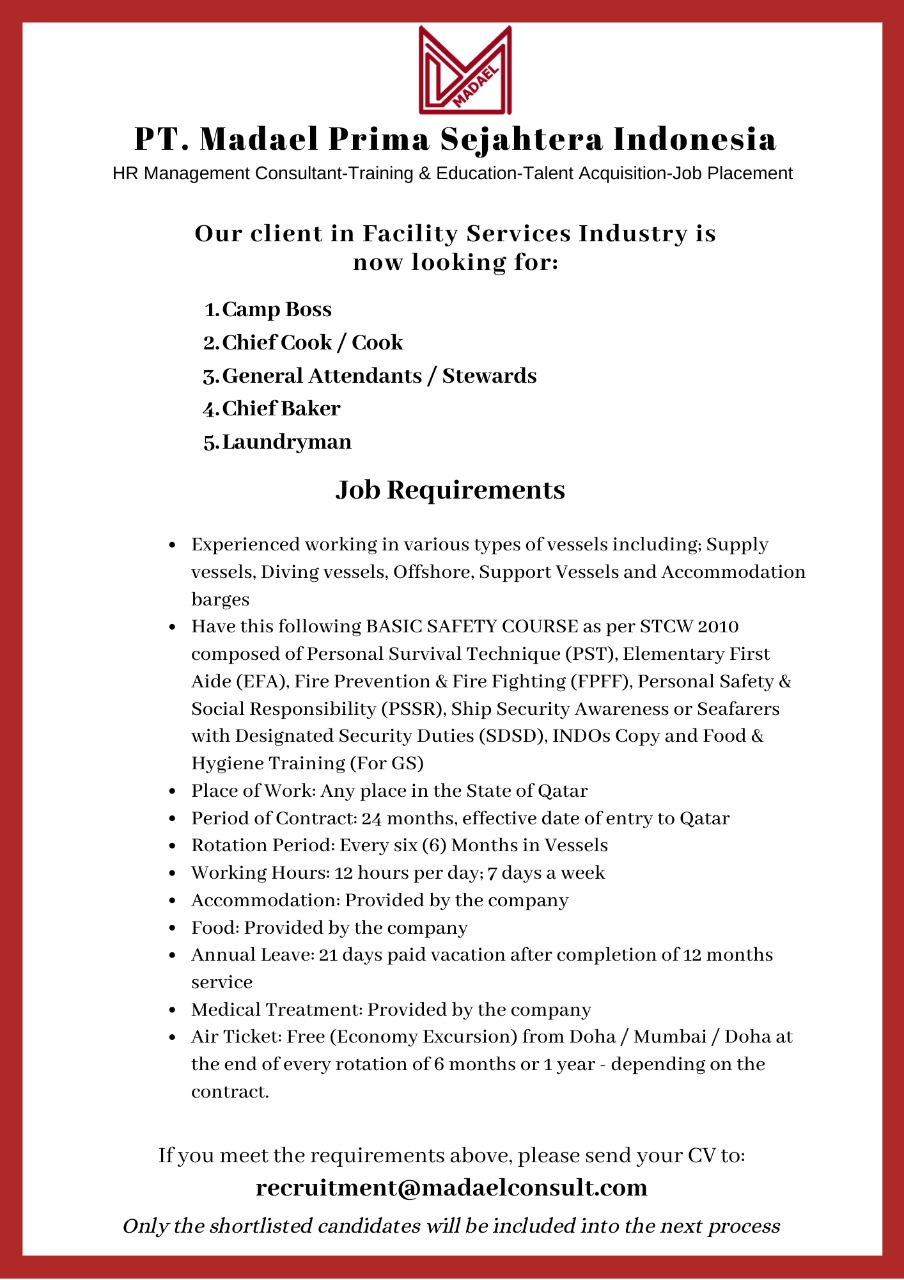 MADAEL
PT. Madael Prima Sejahtera Indonesia
HR Management Consultant-Training & Education-Talent Acquisition-Job Placement
Our client in Facility Services Industry is
now looking for:
1. Camp Boss
2. Chief Cook / Cook
3. General Attendants / Stewards
4. Chief Baker
5. Laundryman
Job Requirements
• Experienced working in various types of vessels including; Supply
vessels, Diving vessels, Offshore, Support Vessels and Accommodation
barges
• Have this following BASIC SAFETY COURSE as per STCW 2010
composed of Personal Survival Technique (PST), Elementary First
Aide (EFA), Fire Prevention & Fire Fighting (FPFF), Personal Safety &
Social Responsibility (PSSR), Ship Security Awareness or Seafarers
with Designated Security Duties (SDSD), INDOs Copy and Food &
Hygiene Training (For GS)
• Place of Work: Any place in the State of Qatar
• Period of Contract: 24 months, effective date of entry to Qatar
• Rotation Period: Every six (6) Months in Vessels
• Working Hours: 12 hours per day; 7 days a week
• Accommodation: Provided by the company
• Food: Provided by the company
• Annual Leave: 21 days paid vacation after completion of 12 months
service
• Medical Treatment: Provided by the company
• Air Ticket: Free (Economy Excursion) from Doha / Mumbai / Doha at
the end of every rotation of 6 months or 1 year - depending on the
contract.
If you meet the requirements above, please send your CV to:
recruitment@madaelconsult.com
Only the shortlisted candidates will be included into the next process